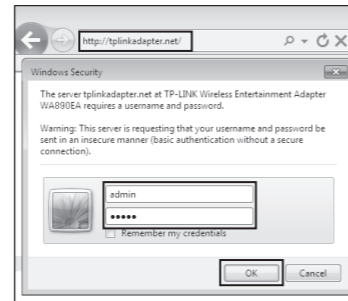 http://tplinkadapter.net/
Windows Security
The server tplinkadapter.net at TP-LINK Wireless Entertainment Adapter
WA890EA requires a username and password.
Warning: This server is requesting that your username and password be
sent in an insecure manner (basic authentication without a secure
connection).
admin
•••••
Remember my credentials
OK
Cancel